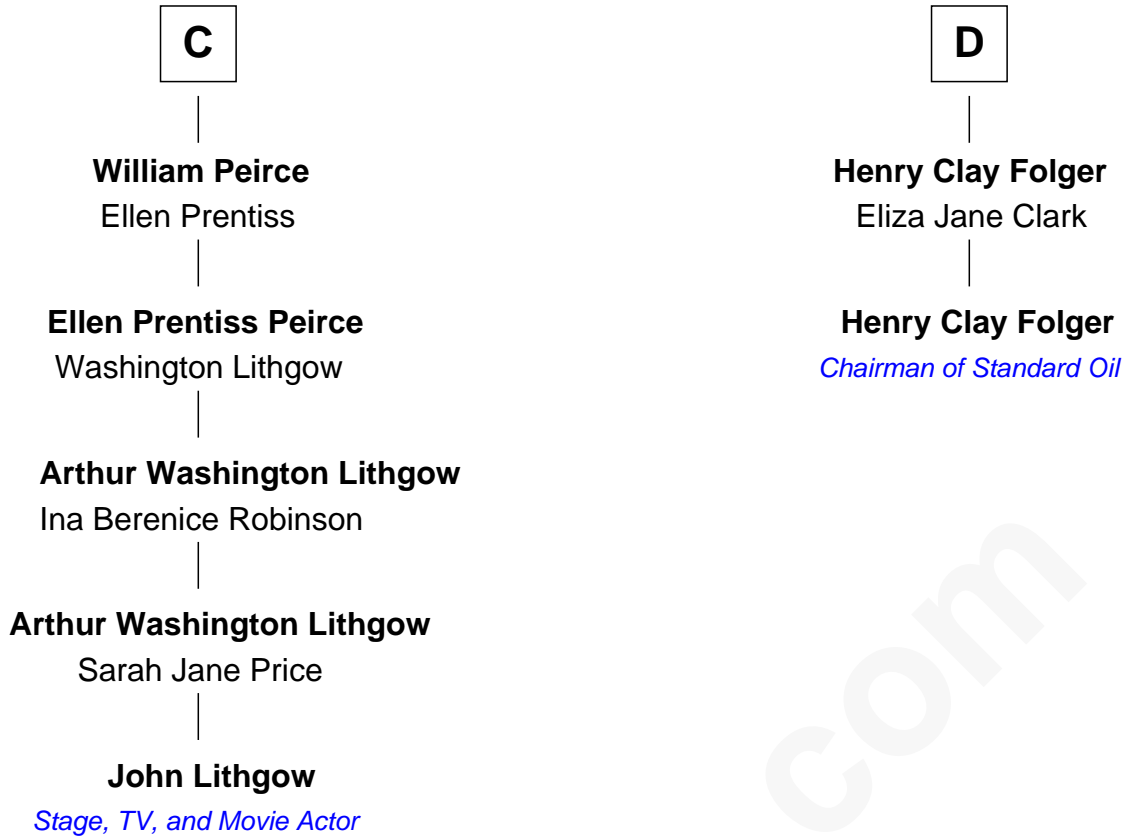 C
William Peirce
Ellen Prentiss
Ellen Prentiss Peirce
Washington Lithgow
Arthur Washington Lithgow
Ina Berenice Robinson
Arthur Washington Lithgow
Sarah Jane Price
John Lithgow
Stage, TV, and Movie Actor
D
Henry Clay Folger
Eliza Jane Clark
Henry Clay Folger
Chairman of Standard Oil
com